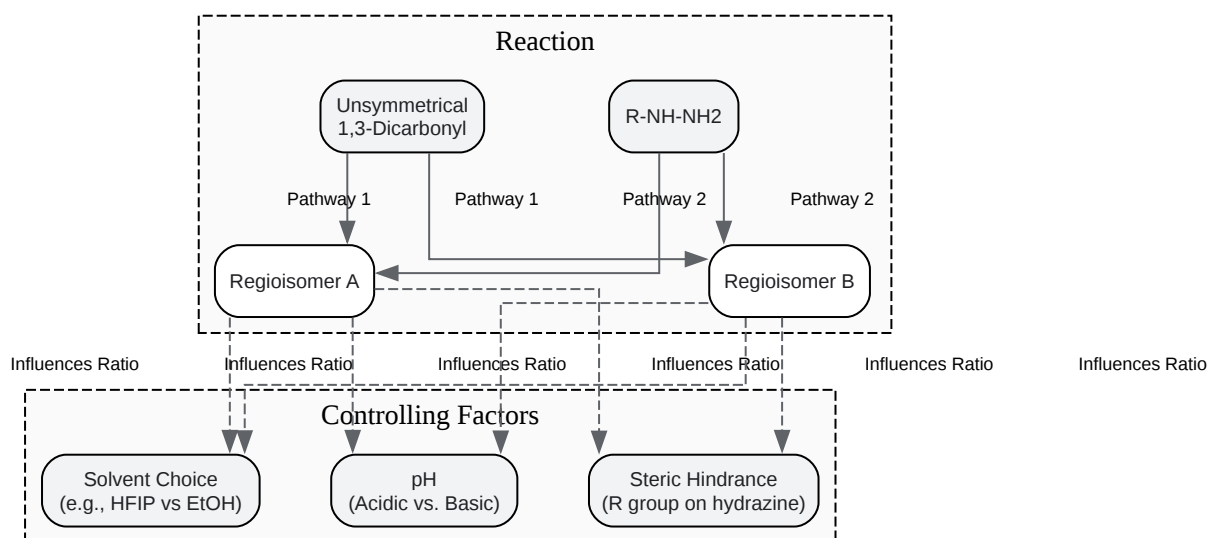 Reaction
Unsymmetrical
1,3-Dicarbonyl
R-NH-NH2
Pathway 1
Pathway 1
Pathway 2
Pathway 2
Regioisomer A
Regioisomer B
Influences Ratio
Influences Ratio
Influences Ratio
Influences Ratio
Influences Ratio
Influences Ratio
Controlling Factors
Solvent Choice
(e.g., HFIP vs EtOH)
pH
(Acidic vs. Basic)
Steric Hindrance
(R group on hydrazine)